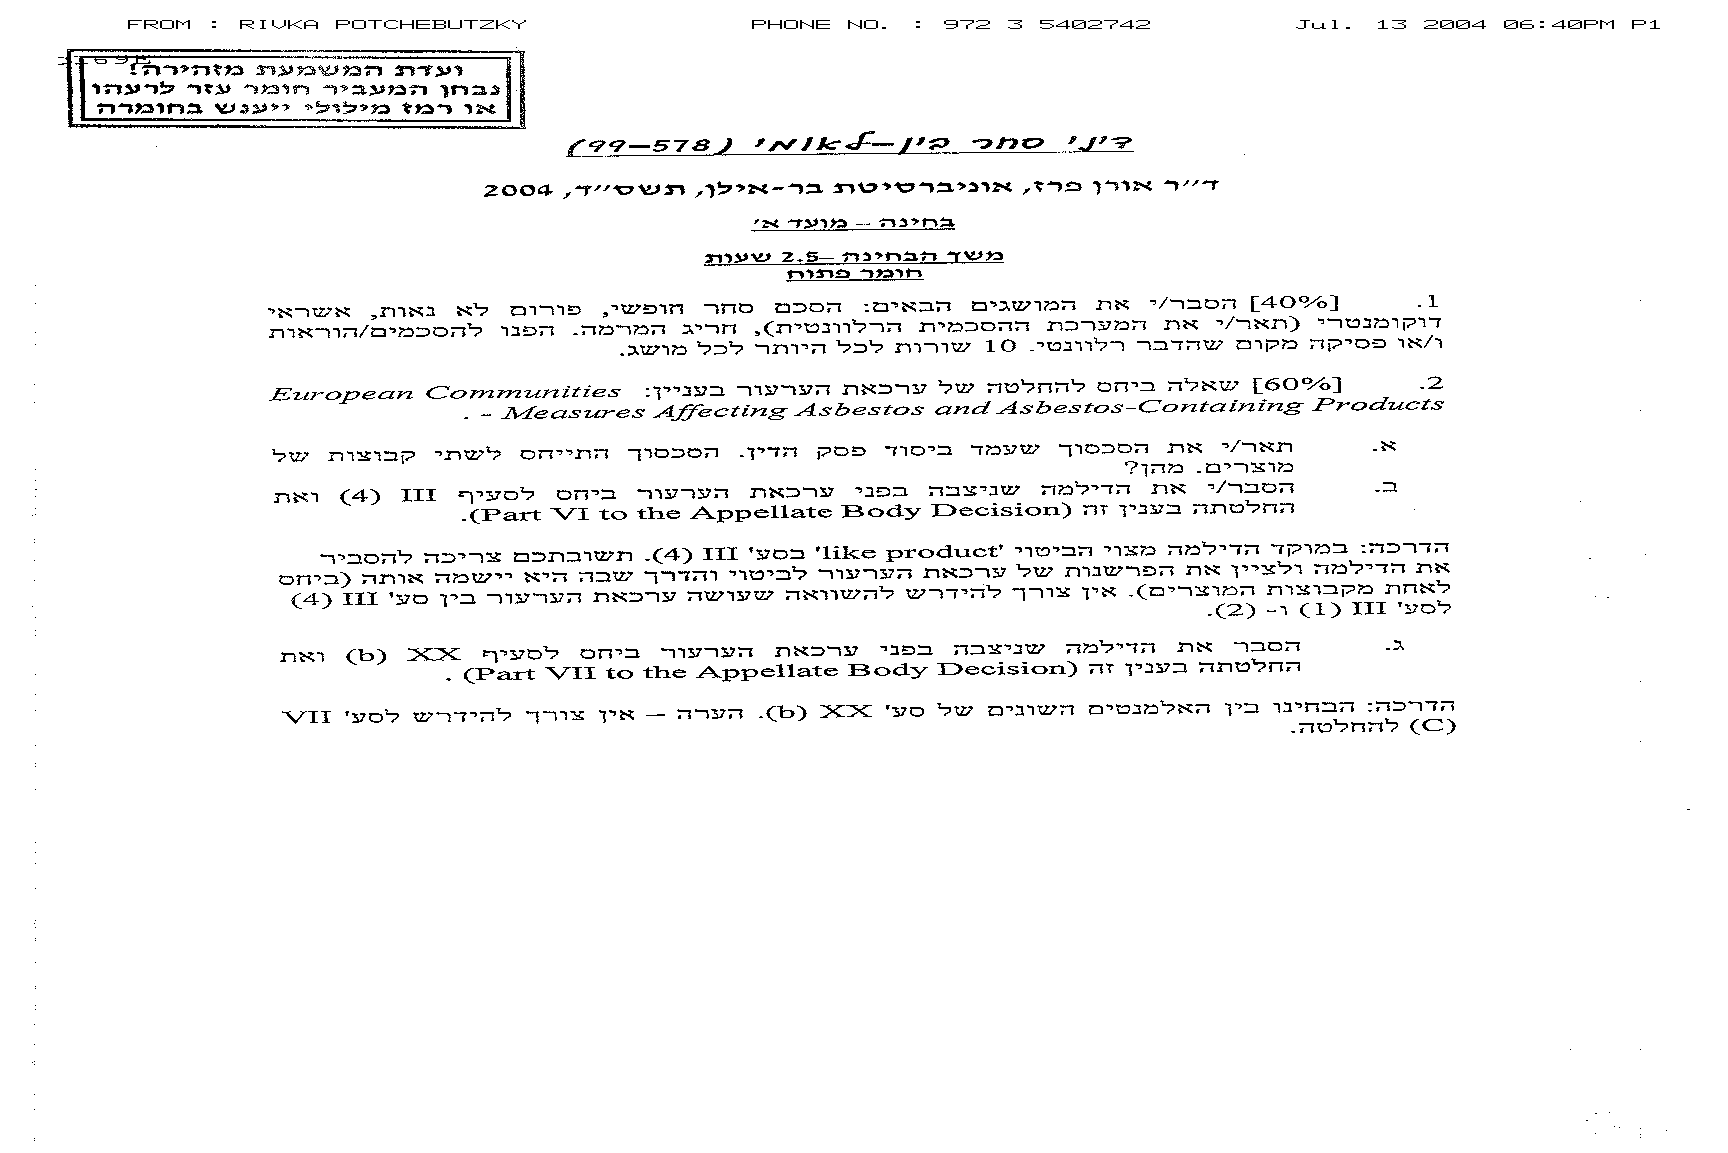 FROM : RIVKA POTCHEBUTZKY PHONE NO. : 972 3 5402742 Jul. 13 2004 06:40PM P1
ועדת המשמעת מזהירה!
נבחן המעביר חומר עזר לרעהו
או רמז מילולי ייענש בחומרה
דיני סחר בין-לאומי (99-578)
ד״ר אורן פרז, אוניברסיטת בר-אילן, תשס״ד, 2004
בחינה – מועד א'
משך הבחינה –2.5 שעות
חומר פתוח
1. [40%] הסבר/י את המושגים הבאים: הסכם סחר חופשי, פורום לא נאות, אשראי
דוקומנטרי (תאר/י את המערכת ההסכמית הרלוונטית), חריג המרמה. הפנו להסכמים/הוראות
ו/או פסיקה מקום שהדבר רלוונטי. 10 שורות לכל היותר לכל מושג.
2. [60%] שאלה ביחס להחלטה של ערכאת הערעור בעניין: European Communities
- Measures Affecting Asbestos and Asbestos-Containing Products .
א. תאר/י את הסכסוך שעמד ביסוד פסק הדין. הסכסוך התייחס לשתי קבוצות של
מוצרים. מהן?
ב. הסבר/י את הדילמה שניצבה בפני ערכאת הערעור ביחס לסעיף III (4) ואת
החלטתה בענין זה (Part VI to the Appellate Body Decision).
הדרכה: במוקד הדילמה מצוי הביטוי 'like product' בסע' III (4). תשובתכם צריכה להסביר
את הדילמה ולציין את הפרשנות של ערכאת הערעור לביטוי והדרך שבה היא יישמה אותה (ביחס
לאחת מקבוצות המוצרים). אין צורך להידרש להשוואה שעושה ערכאת הערעור בין סע' III (4)
לסע' III (1) ו- (2).
ג. הסבר את הדילמה שניצבה בפני ערכאת הערעור ביחס לסעיף XX (b) ואת
החלטתה בענין זה (Part VII to the Appellate Body Decision) .
הדרכה: הבחינו בין האלמנטים השונים של סע' XX (b). הערה – אין צורך להידרש לסע' VII
(C) להחלטה.